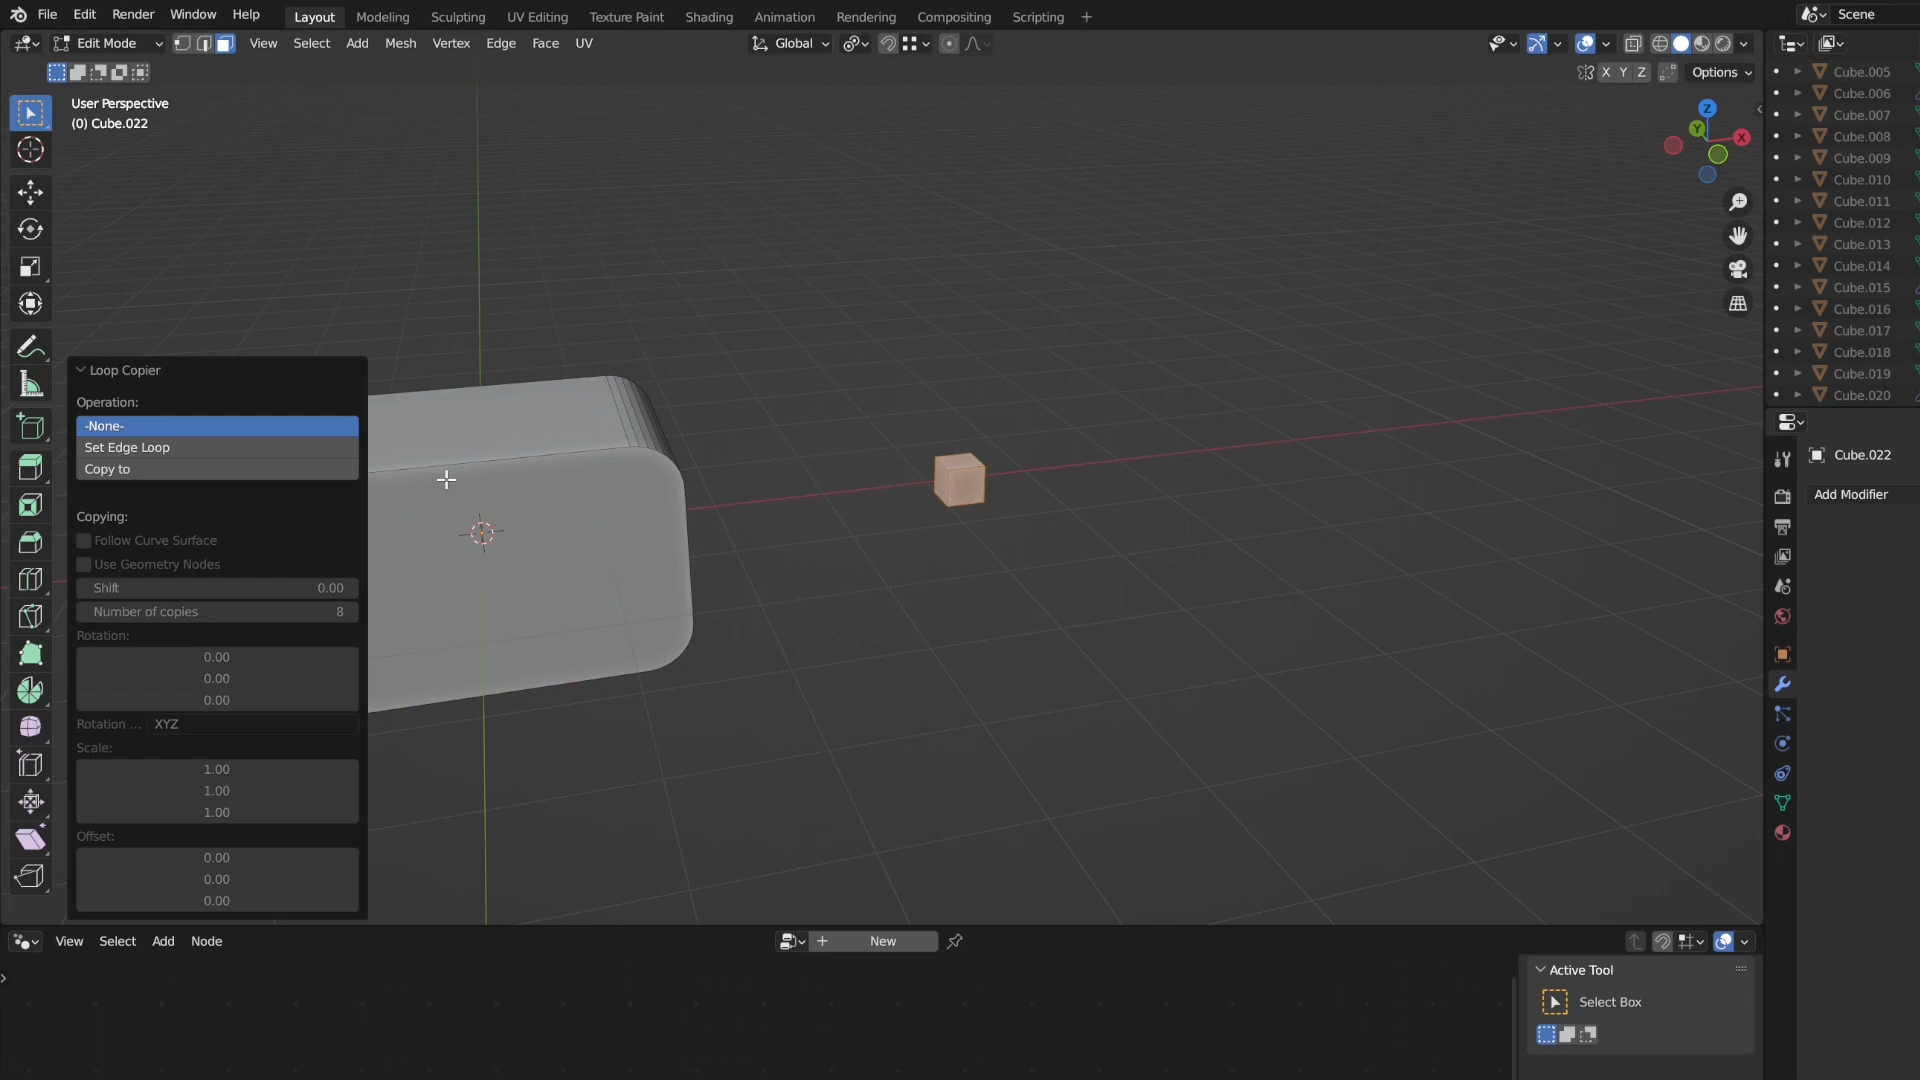 File Edit Render Window Help Layout Modeling Sculpting UV Editing Texture Paint Shading Animation Rendering Compositing Scripting + Scene
Edit Mode View Select Add Mesh Vertex Edge Face UV Global
X Y Z Options
User Perspective
(0) Cube.022
Z
Y
X
Cube.005
Cube.006
Cube.007
Cube.008
Cube.009
Cube.010
Cube.011
Cube.012
Cube.013
Cube.014
Cube.015
Cube.016
Cube.017
Cube.018
Cube.019
Cube.020
Cube.022
Add Modifier
Loop Copier
Operation:
-None-
Set Edge Loop
Copy to
Copying:
Follow Curve Surface
Use Geometry Nodes
Shift 0.00
Number of copies 8
Rotation:
0.00
0.00
0.00
Rotation ... XYZ
Scale:
1.00
1.00
1.00
Offset:
0.00
0.00
0.00
View Select Add Node + New
Active Tool
Select Box